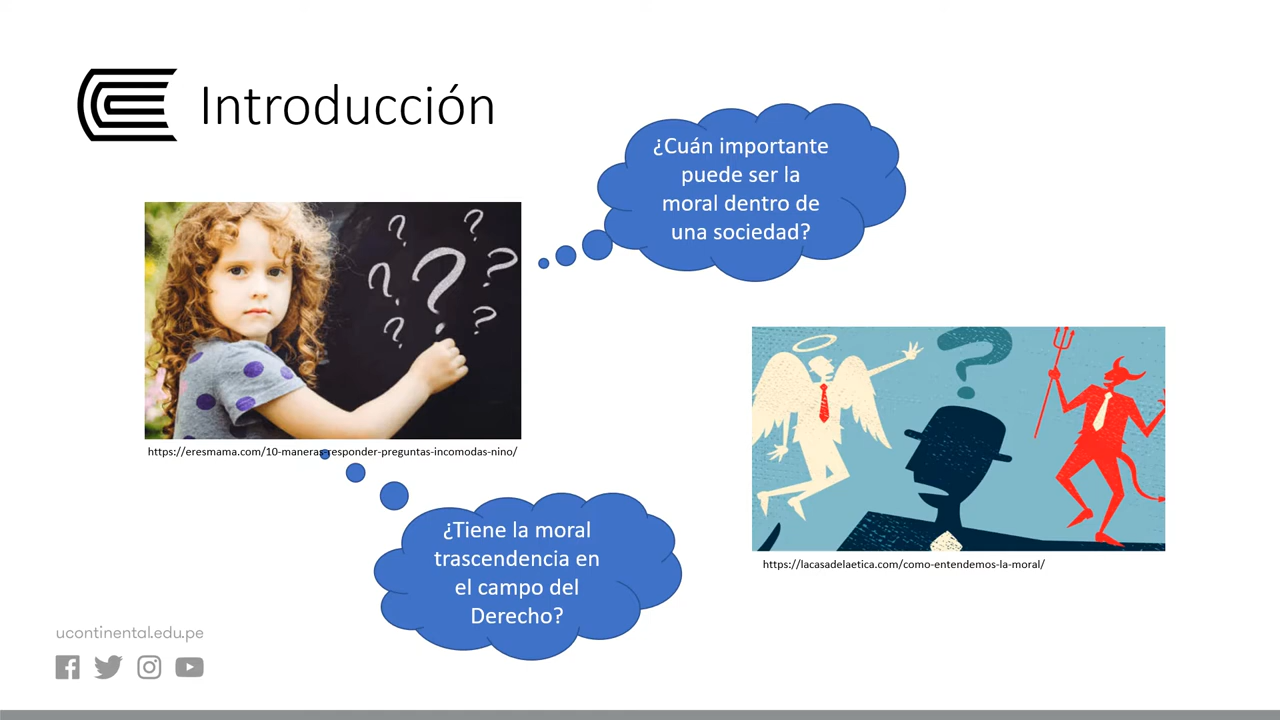 Introducción
¿Cuán importante
puede ser la
moral dentro de
una sociedad?
? ? ? ? ? ? ?
https://eresmama.com/10-maneras-responder-preguntas-incomodas-nino/
?
https://lacasadelaetica.com/como-entendemos-la-moral/
¿Tiene la moral
trascendencia en
el campo del
Derecho?
ucontinental.edu.pe